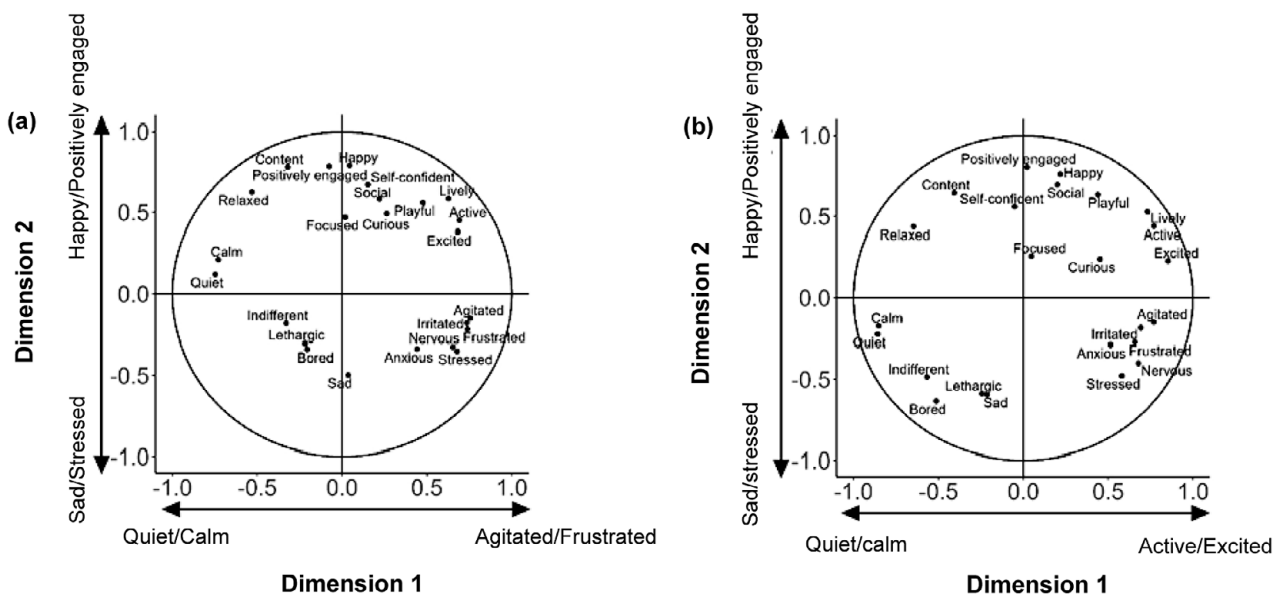 (a)
Happy/Positively engaged
Sad/Stressed
Dimension 2
1.0
0.5
0.0
-0.5
-1.0
Content
Happy
Positively engaged
Self-confident
Relaxed
Social
Lively
Playful
Active
Focused
Curious
Excited
Calm
Quiet
Indifferent
Agitated
Lethargic
Irritated
Frustrated
Nervous
Bored
Anxious
Stressed
Sad
-1.0 -0.5 0.0 0.5 1.0
Quiet/Calm
Agitated/Frustrated
Dimension 1
(b)
Happy/Positively engaged
Sad/stressed
Dimension 2
1.0
0.5
0.0
-0.5
-1.0
Positively engaged
Happy
Content
Social
Self-conficent
Playful
Lively
Relaxed
Active
Focused
Excited
Curious
Calm
Agitated
Quiet
Irritated
Anxious
Frustrated
Indifferent
Nervous
Lethargic
Stressed
Bored
Sad
-1.0 -0.5 0.0 0.5 1.0
Quiet/calm
Active/Excited
Dimension 1